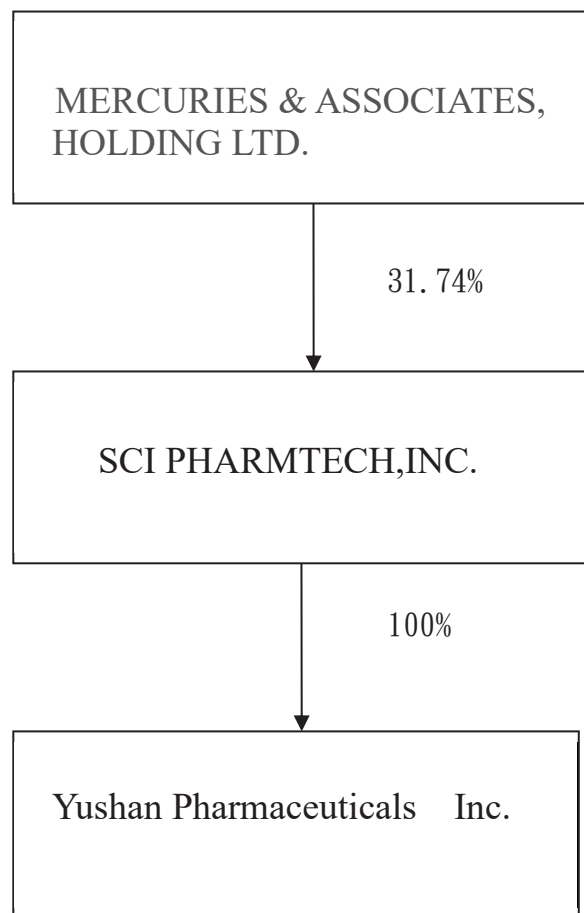 MERCURIES & ASSOCIATES,
HOLDING LTD.
31.74%
SCI PHARMTECH,INC.
100%
Yushan Pharmaceuticals Inc.